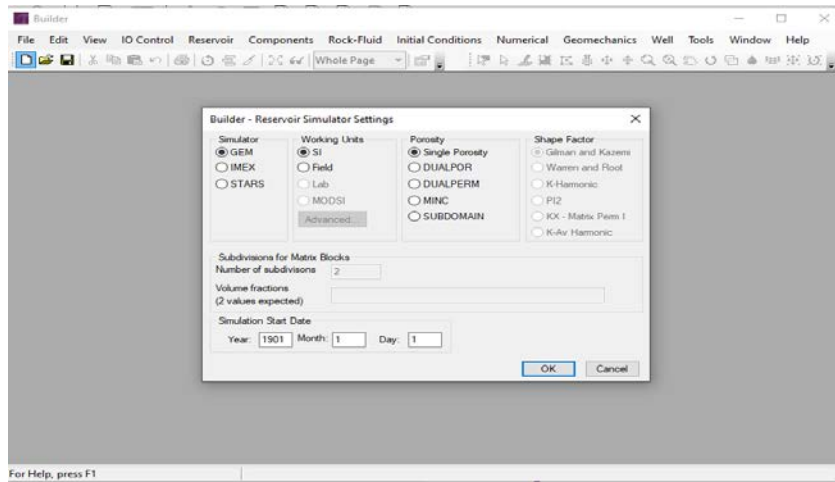 Builder
File Edit View IO Control Reservoir Components Rock-Fluid Initial Conditions Numerical Geomechanics Well Tools Window Help
Whole Page
Builder - Reservoir Simulator Settings
Simulator Working Units Porosity Shape Factor
GEM SI Single Porosity Gilman and Kazemi
IMEX Field DUALPOR Warren and Root
STARS Lab DUALPERM K-Harmonic
MODSI MINC PI2
Advanced... SUBDOMAIN KX - Matrix Perm I
K-Av Harmonic
Subdivisions for Matrix Blocks
Number of subdivisons 2
Volume fractions
(2 values expected)
Simulation Start Date
Year: 1901 Month: 1 Day: 1
OK Cancel
For Help, press F1